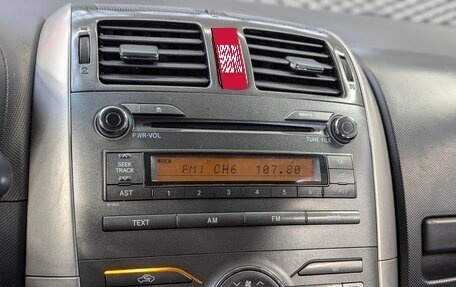 PWR•VOL
TUNE•FILE
SEEK
TRACK
FM1 CH6 107.80
AST
1 2 3 4 5 6
TEXT
AM
FM